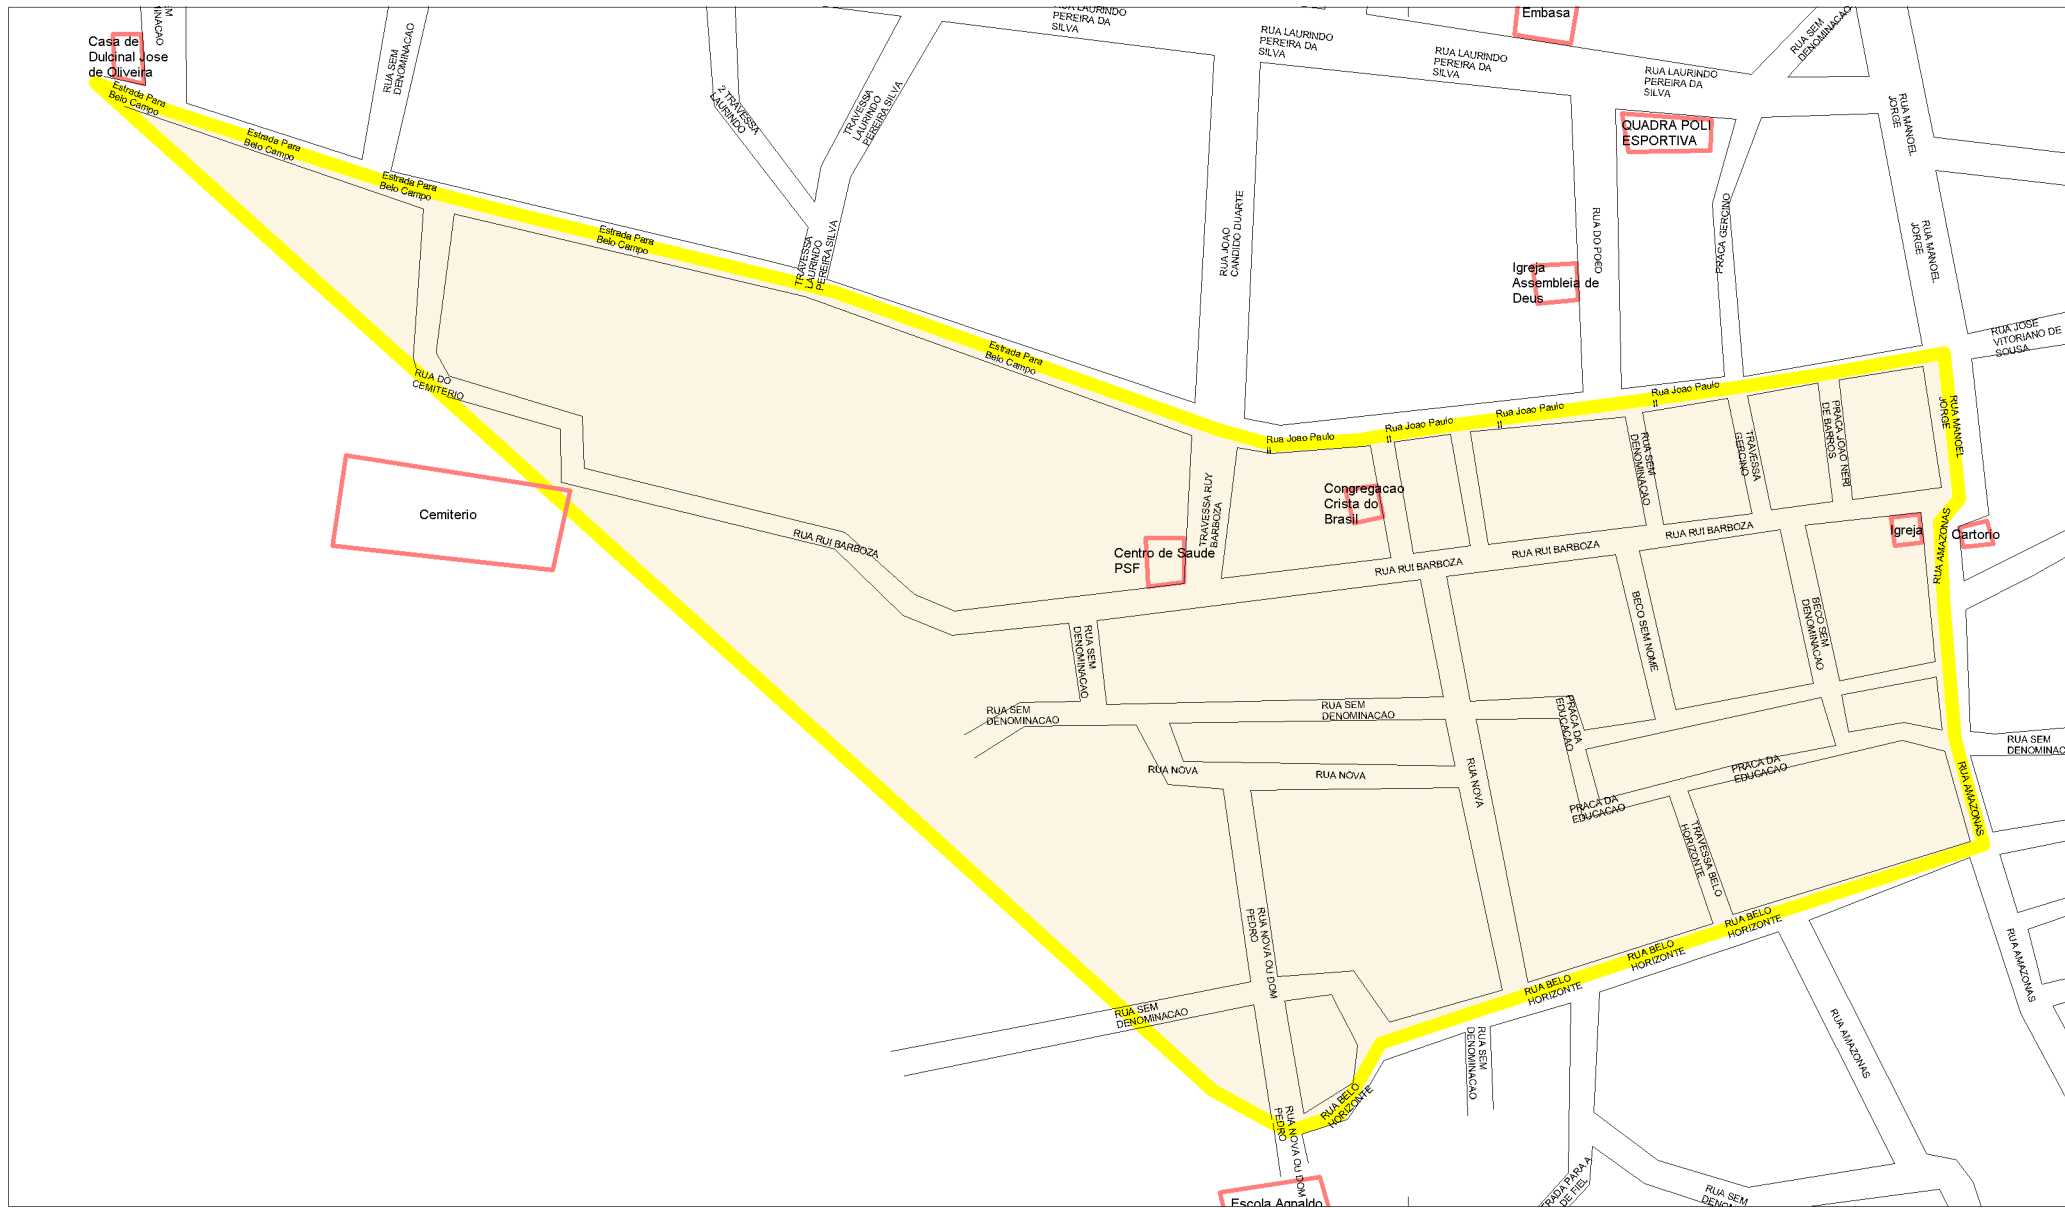 Casa de
Dulcinal Jose
de Oliveira
RUA SEM
DENOMINACAO
2 TRAVESSA
LAURINDO
TRAVESSA
LAURINDO
PEREIRA SILVA
PEREIRA DA
SILVA
RUA LAURINDO
PEREIRA DA
SILVA
RUA LAURINDO
PEREIRA DA
SILVA
Embasa
RUA LAURINDO
PEREIRA DA
SILVA
RUA SEM
DENOMINACAO
RUA MANOEL
JORGE
QUADRA POLI
ESPORTIVA
Estrada Para
Belo Campo
Estrada Para
Belo Campo
Estrada Para
Belo Campo
Estrada Para
Belo Campo
TRAVESSA
LAURINDO
PEREIRA SILVA
Estrada Para
Belo Campo
RUA JOAO
CANDIDO DUARTE
Igreja
Assembleia de
Deus
RUA DO POCO
PRACA GERCINO
RUA MANOEL
JORGE
RUA JOSE
VITORIANO DE
SOUSA
RUA DO
CEMITERIO
Rua Joao Paulo
II
Rua Joao Paulo
II
Rua Joao Paulo
II
Rua Joao Paulo
II
RUA MANOEL
JORGE
RUA SEM
DENOMINACAO
TRAVESSA
GERCINO
PRACA JOAO NERI
DE BARROS
Cemiterio
RUA RUI BARBOZA
TRAVESSA RUY
BARBOZA
Centro de Saude
PSF
Congregacao
Crista do
Brasil
RUA RUI BARBOZA
RUA RUI BARBOZA
RUA RUI BARBOZA
Igreja
Cartorio
RUA AMAZONAS
RUA SEM
DENOMINACAO
BECO SEM NOME
BECO SEM
DENOMINACAO
RUA SEM
DENOMINACAO
RUA SEM
DENOMINACAO
PRACA DA
EDUCACAO
RUA SEM
RUA NOVA
RUA NOVA
RUA NOVA
PRACA DA
EDUCACAO
PRACA DA
EDUCACAO
RUA AMAZONAS
TRAVESSA BELO
HORIZONTE
RUA NOVA OU DOM
PEDRO
RUA BELO
HORIZONTE
RUA BELO
HORIZONTE
RUA BELO
HORIZONTE
RUA AMAZONAS
RUA SEM
DENOMINACAO
RUA SEM
DENOMINACAO
RUA AMAZONAS
RUA BELO
HORIZONTE
RUA NOVA OU DOM
PEDRO
RUA SEM
Escola Agnaldo